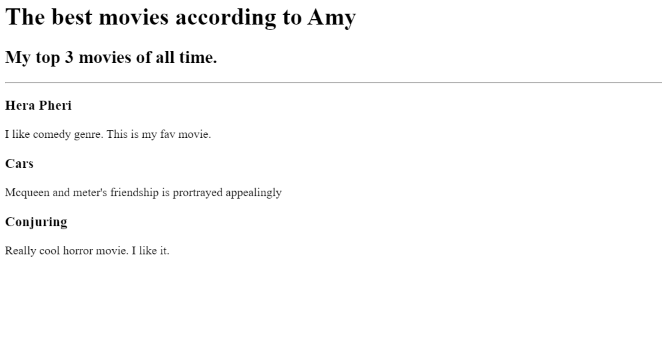 The best movies according to Amy
My top 3 movies of all time.
Hera Pheri
I like comedy genre. This is my fav movie.
Cars
Mcqueen and meter's friendship is prortrayed appealingly
Conjuring
Really cool horror movie. I like it.